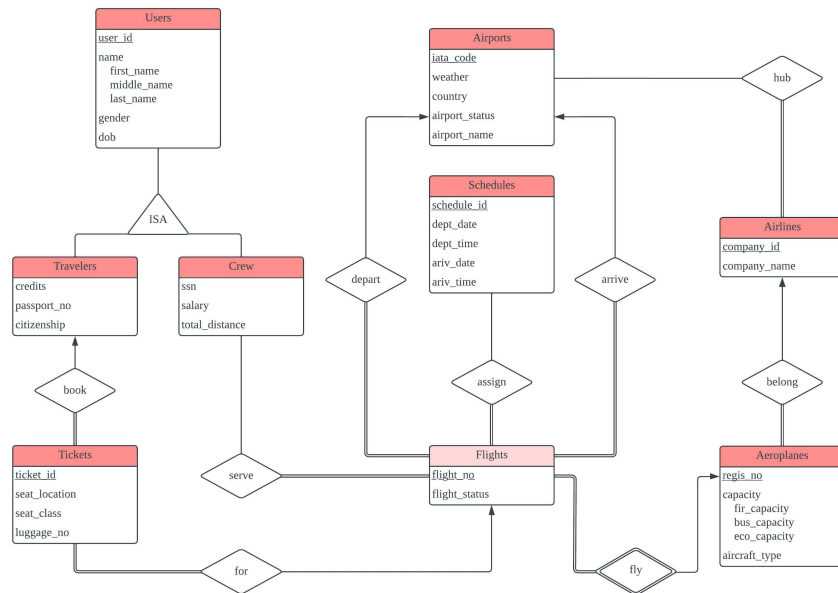 Users
user_id
name
first_name
middle_name
last_name
gender
dob
ISA
Travelers
credits
passport_no
citizenship
Crew
ssn
salary
total_distance
book
Tickets
ticket_id
seat_location
seat_class
luggage_no
serve
for
Airports
iata_code
weather
country
airport_status
airport_name
hub
Schedules
schedule_id
dept_date
dept_time
ariv_date
ariv_time
depart
arrive
assign
Flights
flight_no
flight_status
Airlines
company_id
company_name
belong
Aeroplanes
regis_no
capacity
fir_capacity
bus_capacity
eco_capacity
aircraft_type
fly